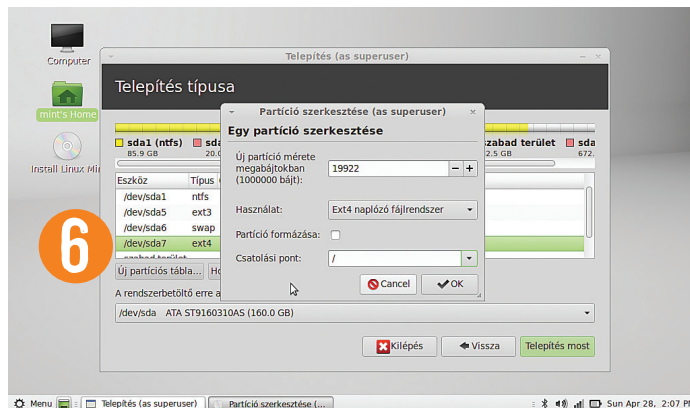 Computer
mint's Home
Install Linux Mi
6
Telepítés (as superuser)
Telepítés típusa
sda1 (ntfs)
85.9 GB
sda
20.0
szabad terület
2.5 GB
sda
672.
Eszköz Típus
/dev/sda1 ntfs
/dev/sda5 ext3
/dev/sda6 swap
/dev/sda7 ext4
szabad terület
Új partíciós tábla... Ho
A rendszerbetöltő erre a
/dev/sda ATA ST9160310AS (160.0 GB)
Kilépés Vissza Telepítés most
Partíció szerkesztése (as superuser)
Egy partíció szerkesztése
Új partíció mérete
megabájtokban
(1000000 bájt):
19922
Használat: Ext4 naplózó fájlrendszer
Partíció formázása:
Csatolási pont: /
Cancel OK
Menu Telepítés (as superuser) Partíció szerkesztése (... Sun Apr 28, 2:07 PM